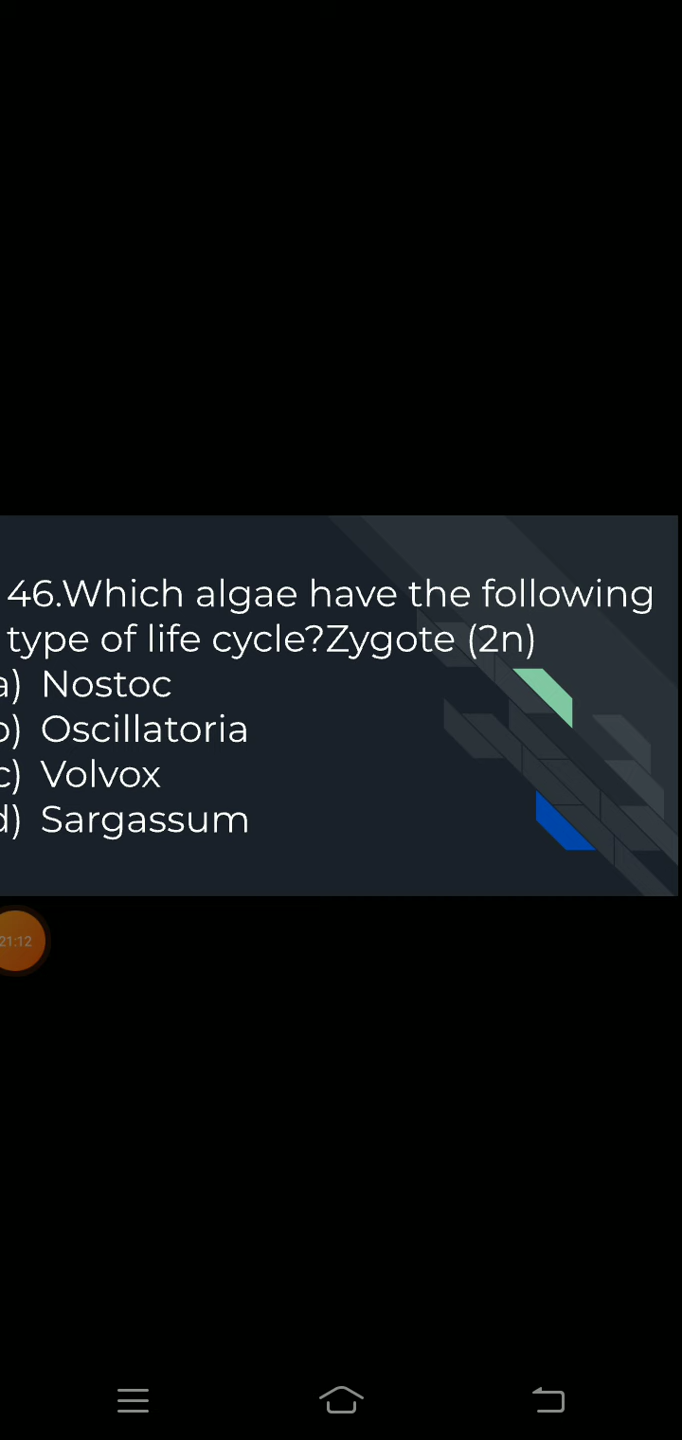 46.Which algae have the following
type of life cycle?Zygote (2n)
a) Nostoc
b) Oscillatoria
c) Volvox
d) Sargassum
21:12